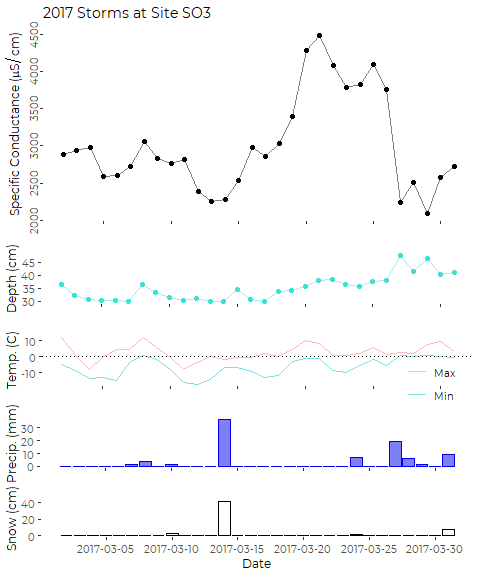 2017 Storms at Site SO3
Specific Conductance (µS/cm)
4500
4000
3500
3000
2500
2000
Depth (cm)
45
40
35
30
Temp. (C)
10
0
-10
Max
Min
Precip. (mm)
30
20
10
0
Snow (cm)
40
20
0
2017-03-05 2017-03-10 2017-03-15 2017-03-20 2017-03-25 2017-03-30
Date